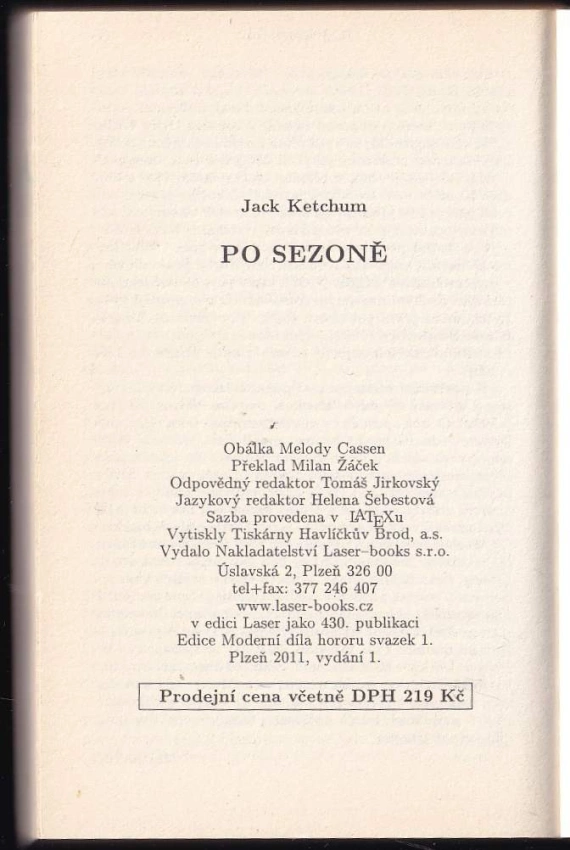 Jack Ketchum
PO SEZONĚ
Obálka Melody Cassen
Překlad Milan Žáček
Odpovědný redaktor Tomáš Jirkovský
Jazykový redaktor Helena Šebestová
Sazba provedena v LATEXu
Vytiskly Tiskárny Havlíčkův Brod, a.s.
Vydalo Nakladatelství Laser–books s.r.o.
Úslavská 2, Plzeň 326 00
tel+fax: 377 246 407
www.laser-books.cz
v edici Laser jako 430. publikaci
Edice Moderní díla hororu svazek 1.
Plzeň 2011, vydání 1.
Prodejní cena včetně DPH 219 Kč